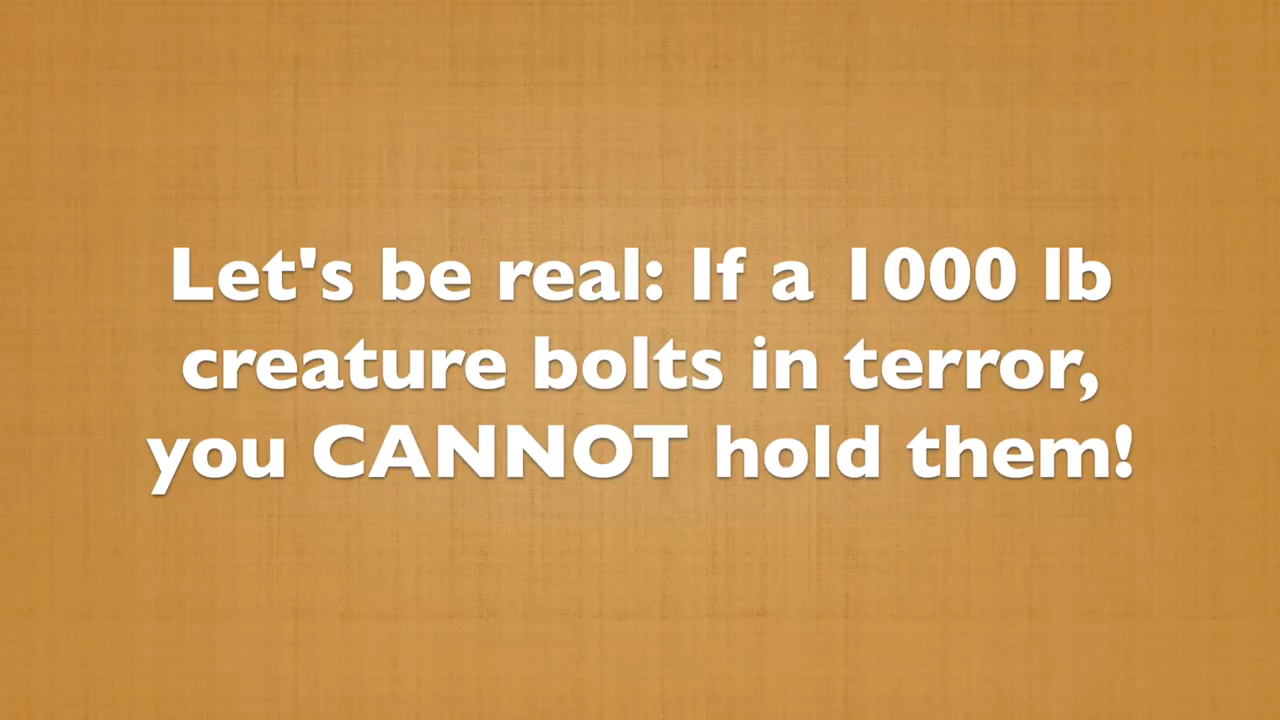 Let's be real: If a 1000 lb
creature bolts in terror,
you CANNOT hold them!